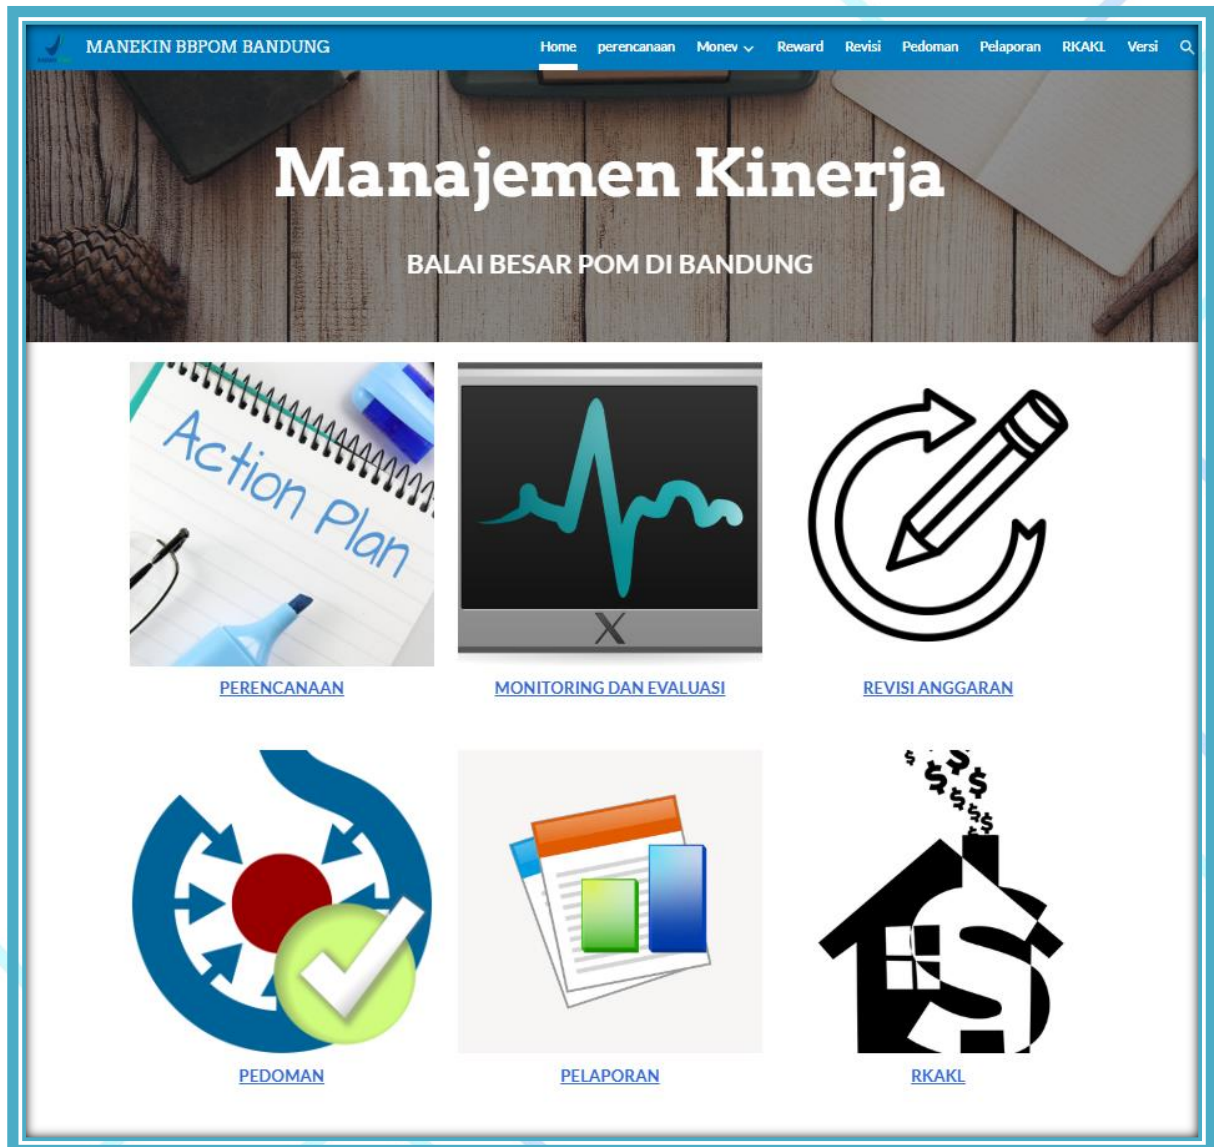 MANEKIN BBPOM BANDUNG
Home perencanaan Monev Reward Revisi Pedoman Pelaporan RKAKL Versi
Manajemen Kinerja
BALAI BESAR POM DI BANDUNG
Action Plan
X
PERENCANAAN
MONITORING DAN EVALUASI
REVISI ANGGARAN
$ $ $ $ $ $ $ $
$
PEDOMAN
PELAPORAN
RKAKL